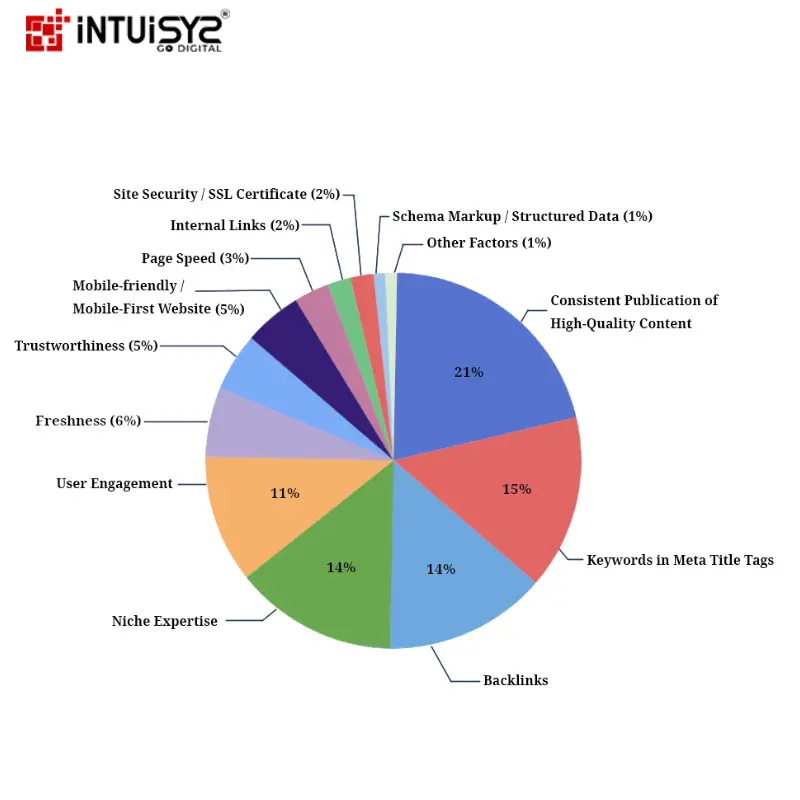 iNTUiSYS®
GO DIGITAL
Site Security / SSL Certificate (2%)
Schema Markup / Structured Data (1%)
Internal Links (2%)
Other Factors (1%)
Page Speed (3%)
Mobile-friendly /
Mobile-First Website (5%)
Consistent Publication of
High-Quality Content
Trustworthiness (5%)
21%
Freshness (6%)
User Engagement
11%
15%
Keywords in Meta Title Tags
14%
14%
Niche Expertise
Backlinks